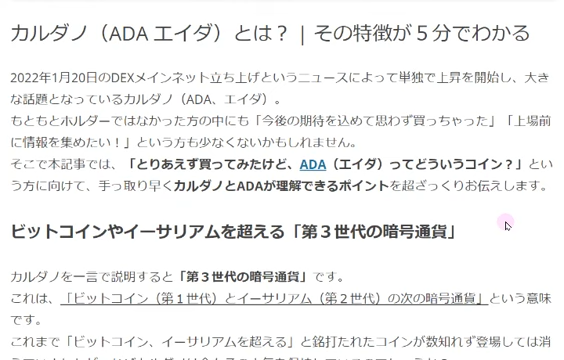 カルダノ（ADA エイダ）とは？｜その特徴が５分でわかる
2022年1月20日のDEXメインネット立ち上げというニュースによって単独で上昇を開始し、大き
な話題となっているカルダノ（ADA、エイダ）。
もともとホルダーではなかった方の中にも「今後の期待を込めて思わず買っちゃった」「上場前
に情報を集めたい！」という方も少なくないかもしれません。
そこで本記事では、「とりあえず買ってみたけど、ADA（エイダ）ってどういうコイン？」とい
う方に向けて、手っ取り早くカルダノとADAが理解できるポイントを超ざっくりお伝えします。
ビットコインやイーサリアムを超える「第３世代の暗号通貨」
カルダノを一言で説明すると「第３世代の暗号通貨」です。
これは、「ビットコイン（第１世代）とイーサリアム（第２世代）の次の暗号通貨」という意味
です。
これまで「ビットコイン、イーサリアムを超える」と銘打たれたコインが数知れず登場しては消